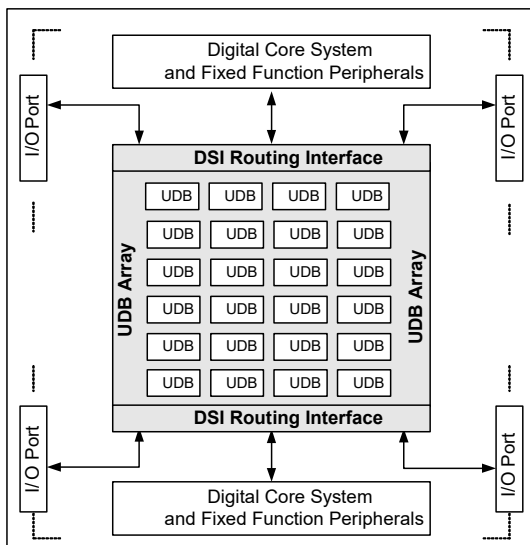 Digital Core System
and Fixed Function Peripherals
I/O Port
I/O Port
DSI Routing Interface
UDB UDB UDB UDB
UDB UDB UDB UDB
UDB UDB UDB UDB
UDB UDB UDB UDB
UDB UDB UDB UDB
UDB UDB UDB UDB
UDB Array
UDB Array
DSI Routing Interface
I/O Port
I/O Port
Digital Core System
and Fixed Function Peripherals